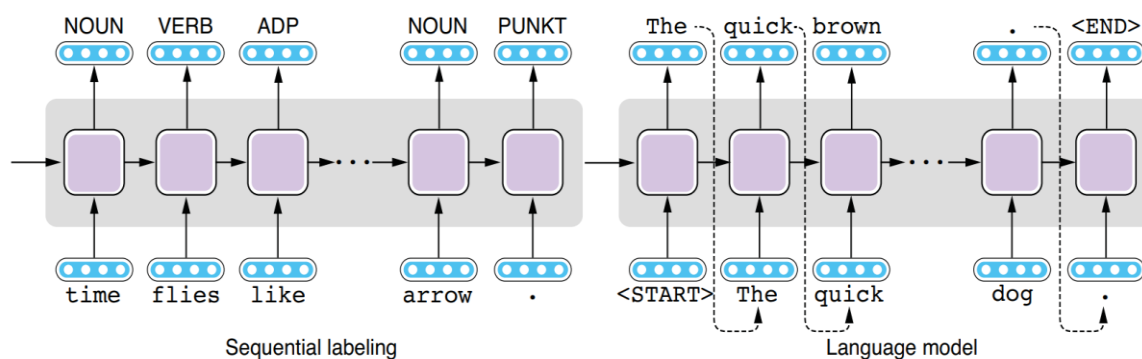 NOUN VERB ADP NOUN PUNKT The quick brown . <END>
...
...
time flies like arrow . <START> The quick dog .
Sequential labeling Language model